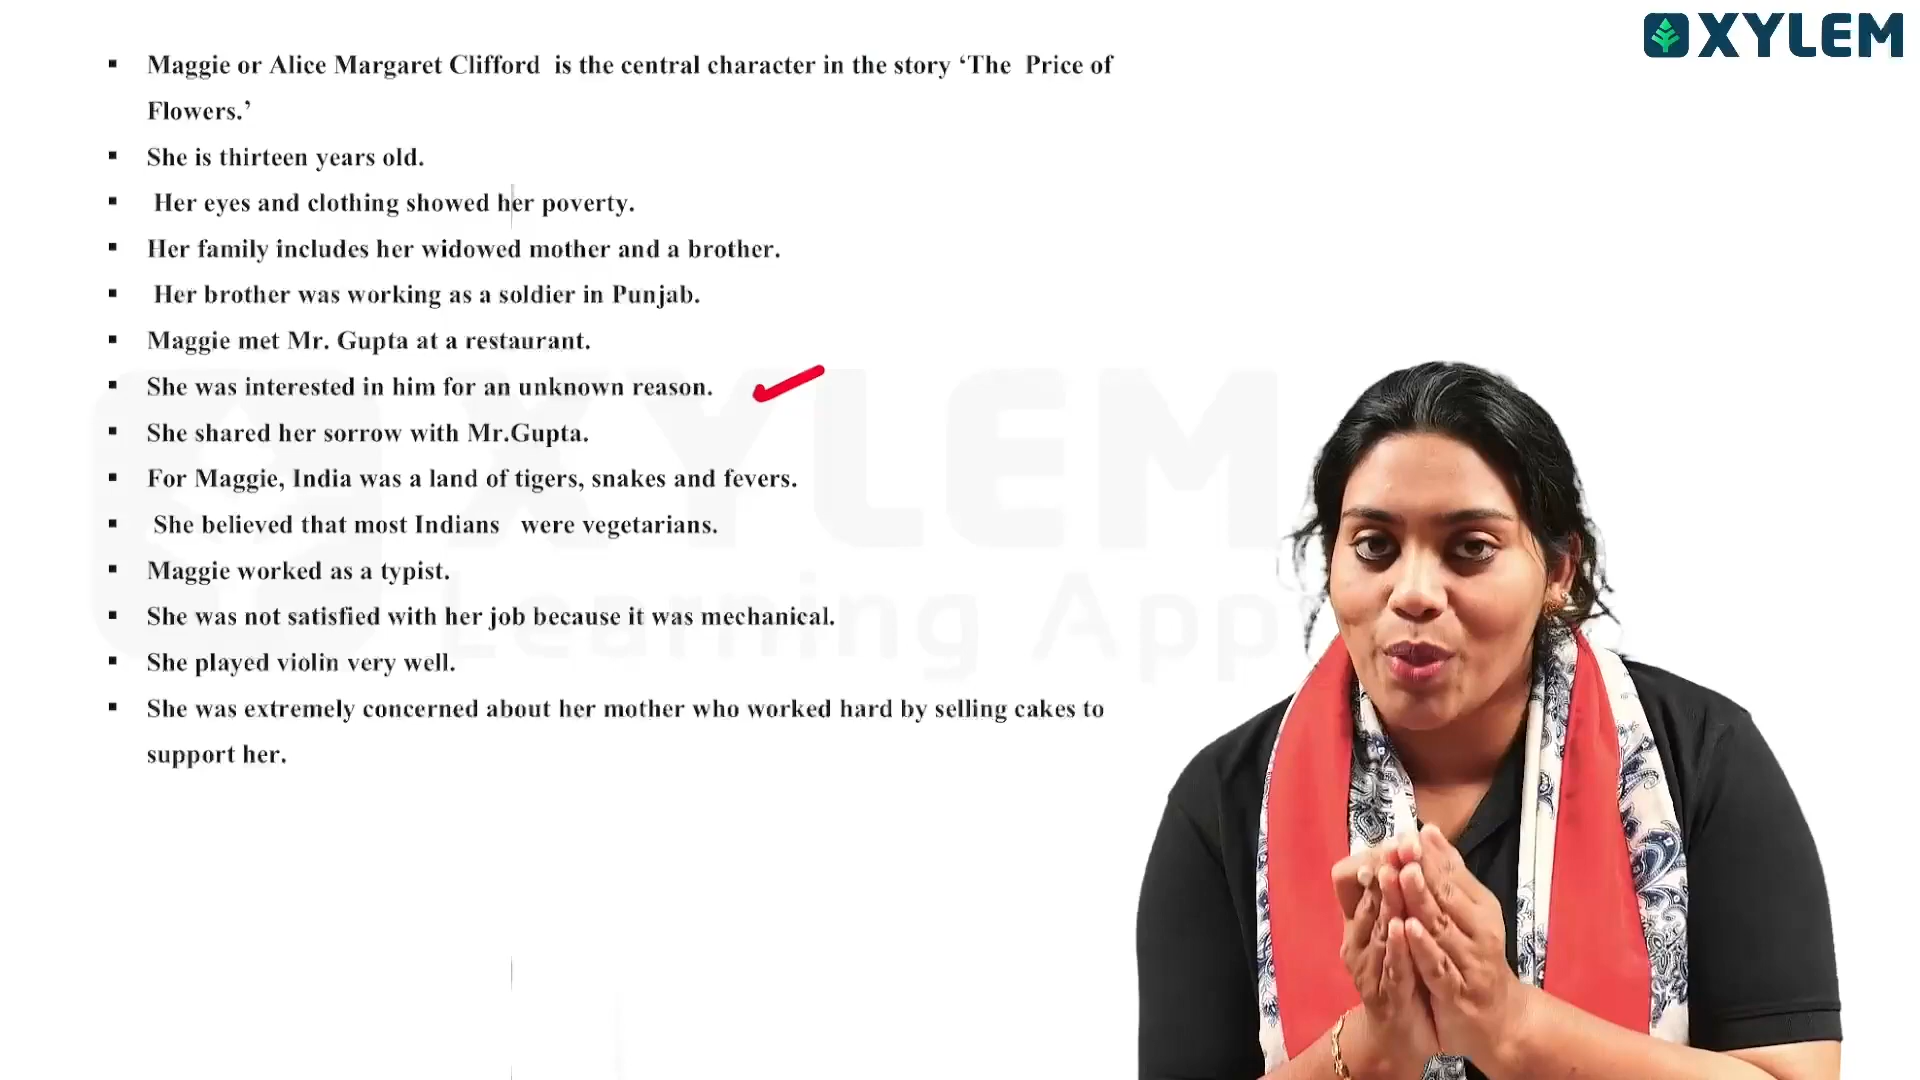 XYLEM
▪ Maggie or Alice Margaret Clifford is the central character in the story ‘The Price of
Flowers.’
▪ She is thirteen years old.
▪ Her eyes and clothing showed her poverty.
▪ Her family includes her widowed mother and a brother.
▪ Her brother was working as a soldier in Punjab.
▪ Maggie met Mr. Gupta at a restaurant.
▪ She was interested in him for an unknown reason.
▪ She shared her sorrow with Mr.Gupta.
▪ For Maggie, India was a land of tigers, snakes and fevers.
▪ She believed that most Indians were vegetarians.
▪ Maggie worked as a typist.
▪ She was not satisfied with her job because it was mechanical.
▪ She played violin very well.
▪ She was extremely concerned about her mother who worked hard by selling cakes to
support her.
XYLEM
Learning App